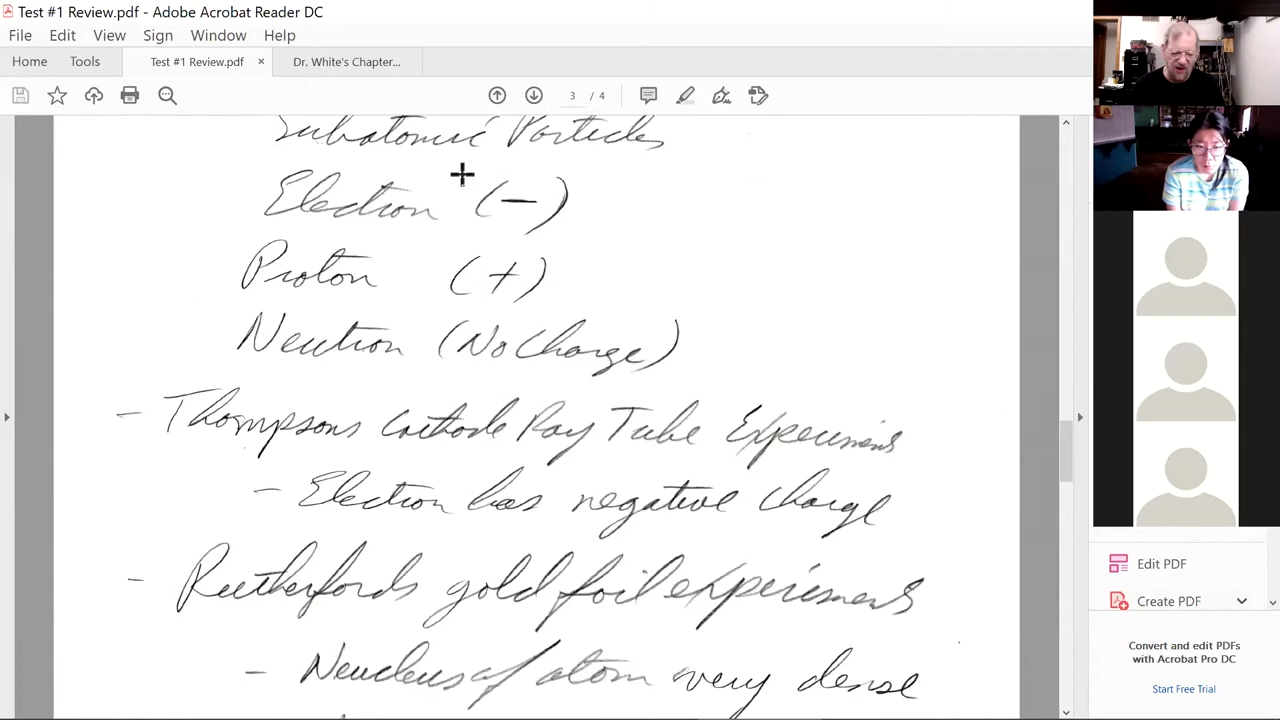 Test #1 Review.pdf - Adobe Acrobat Reader DC
File Edit View Sign Window Help
Home Tools Test #1 Review.pdf × Dr. White's Chapter...
3 / 4
Subatomic Particles
Electron (-)
Proton (+)
Neutron (No Charge)
- Thompsons Cathode Ray Tube Experiment
- Electron has negative charge
- Rutherfords gold foil experiment
- Neucleus of atom very dense
Edit PDF
Create PDF
Convert and edit PDFs
with Acrobat Pro DC
Start Free Trial